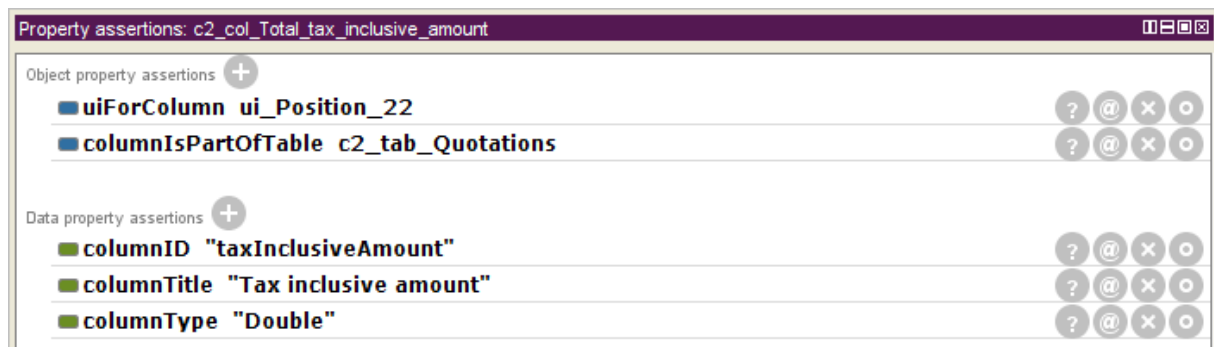 Property assertions: c2_col_Total_tax_inclusive_amount
Object property assertions
uiForColumn ui_Position_22
columnIsPartOfTable c2_tab_Quotations
Data property assertions
columnID "taxInclusiveAmount"
columnTitle "Tax inclusive amount"
columnType "Double"